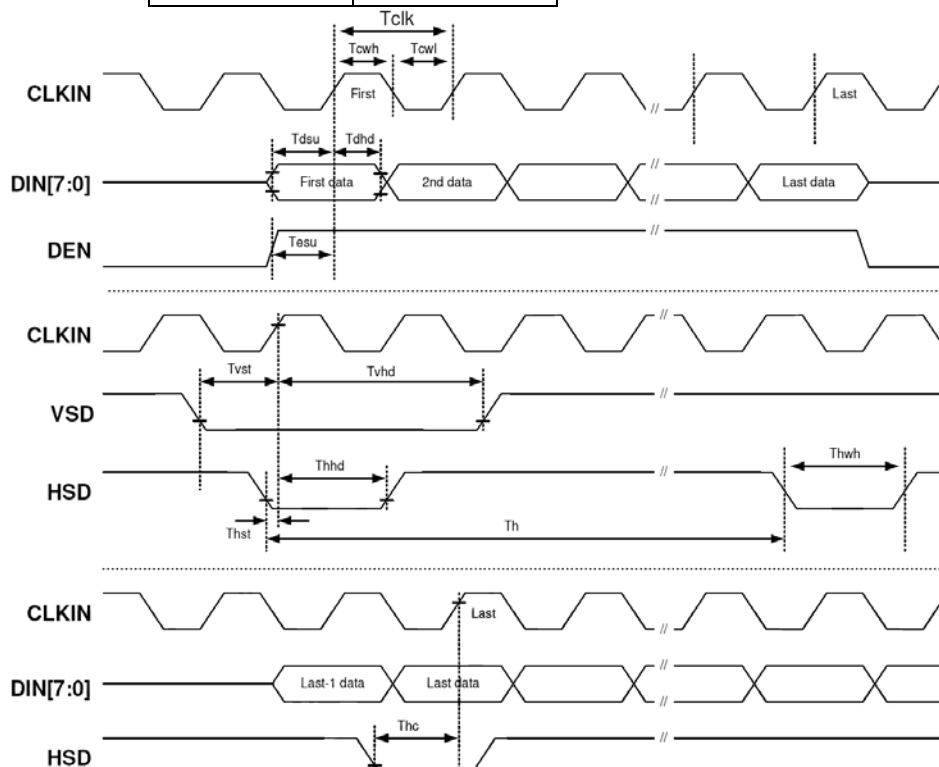 Tclk
Tcwh Tcwl
CLKIN First // Last
Tdsu Tdhd
DIN[7:0] First data 2nd data // Last data
//
DEN Tesu //
CLKIN //
Tvst Tvhd
VSD //
HSD Thhd // Thwh
Thst Th
CLKIN Last //
DIN[7:0] Last-1 data Last data //
//
Thc
HSD //